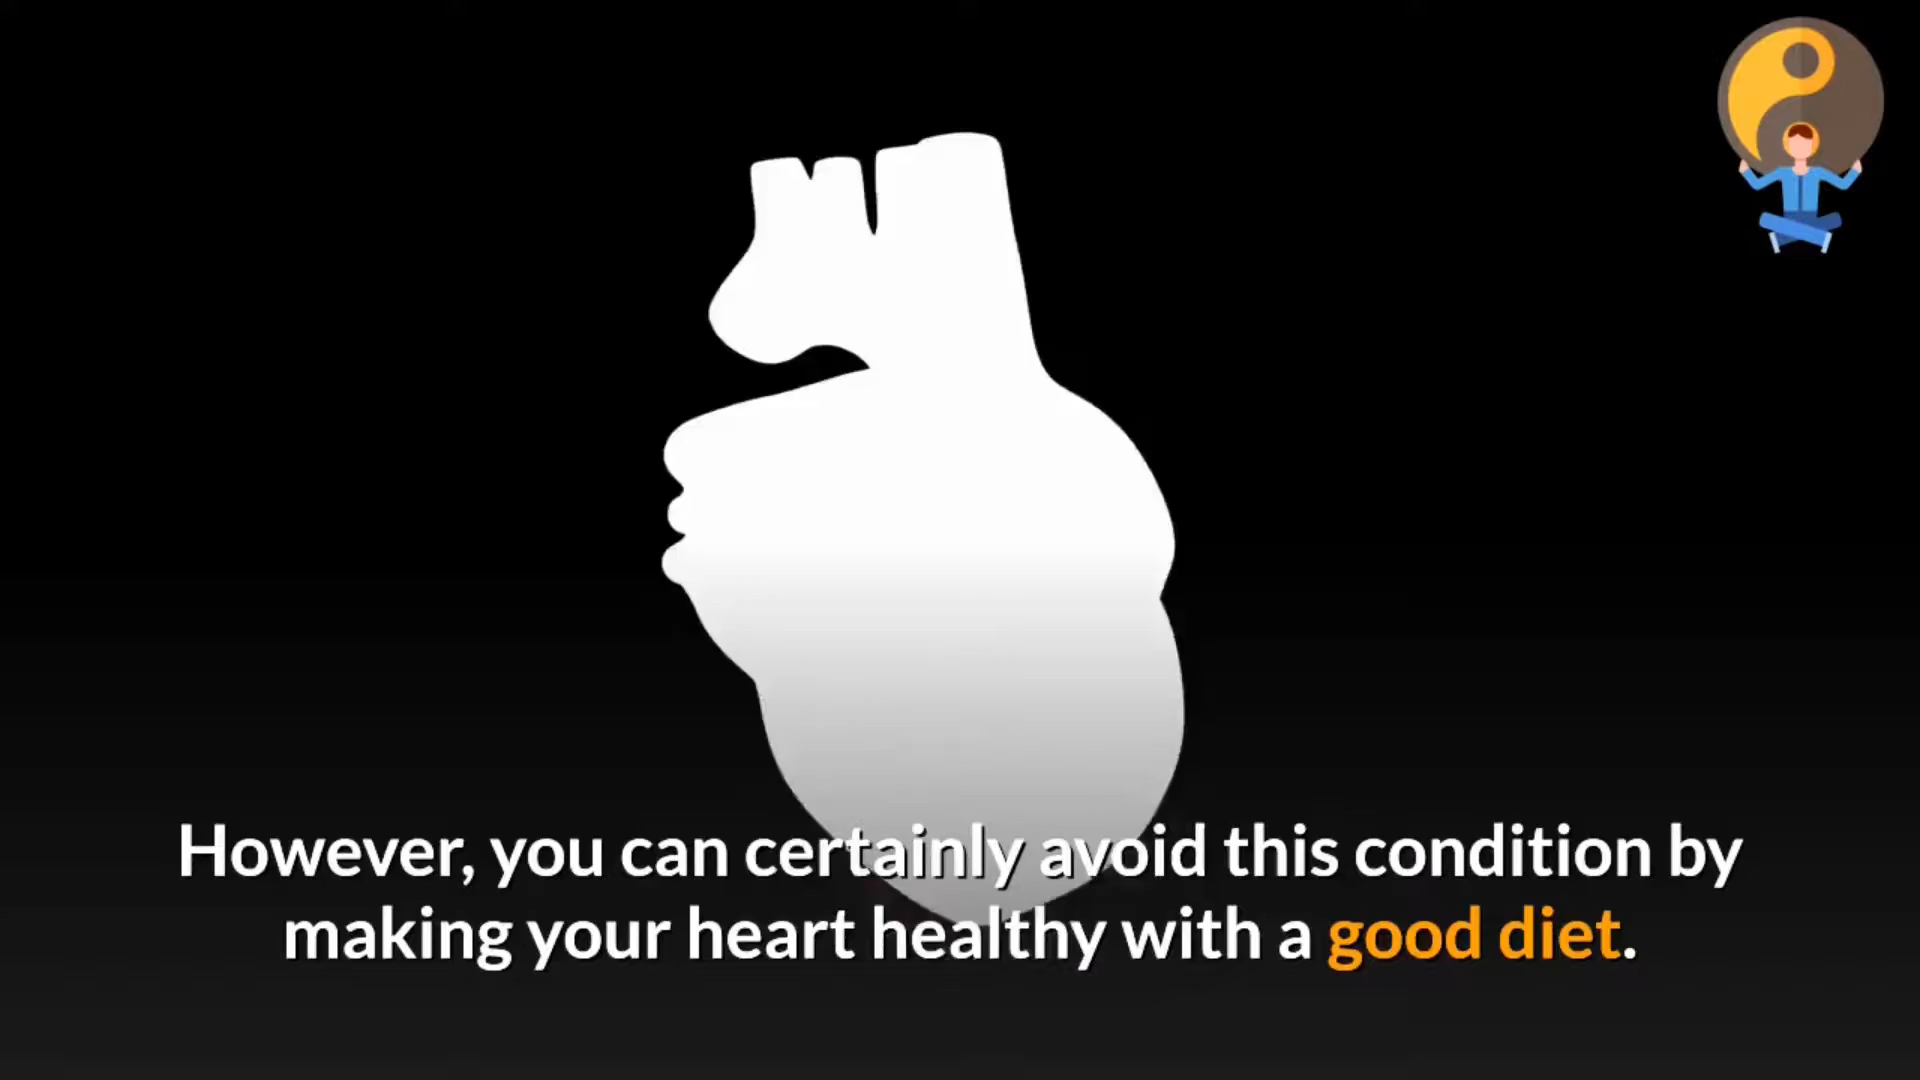 However, you can certainly avoid this condition by
making your heart healthy with a good diet.